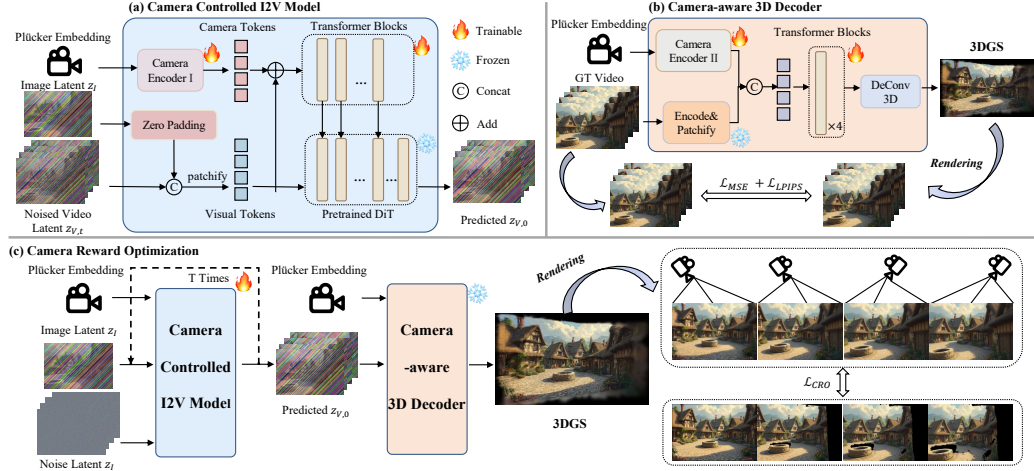 (a) Camera Controlled I2V Model
Plücker Embedding
Camera Tokens
Transformer Blocks
Trainable
Camera
Encoder I
Frozen
Image Latent z_I
...
C Concat
Zero Padding
Add
patchify
C
...
...
Noised Video
Latent z_{V,t}
Visual Tokens
Pretrained DiT
Predicted z_{V,0}
(b) Camera-aware 3D Decoder
Plücker Embedding
Transformer Blocks
Camera
Encoder II
3DGS
GT Video
C
DeConv
3D
Encode&
Patchify
×4
Rendering
ℒ_{MSE} + ℒ_{LPIPS}
(c) Camera Reward Optimization
Plücker Embedding
T Times
Plücker Embedding
Rendering
Image Latent z_I
Camera
Controlled
I2V Model
Camera
-aware
3D Decoder
Predicted z_{V,0}
3DGS
ℒ_{CRO}
Noise Latent z_I